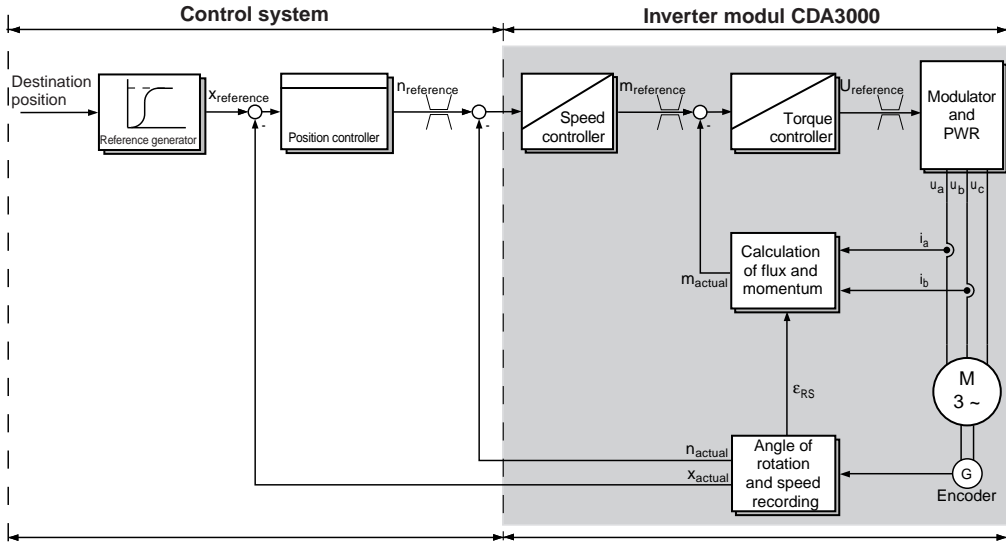 Control system
Inverter modul CDA3000
Destination
position
Reference generator
xreference
-
Position controller
nreference
-
Speed
controller
mreference
-
Torque
controller
Ureference
Modulator
and
PWR
ua ub uc
ia
Calculation
of flux and
momentum
mactual
ib
M
3 ~
εRS
nactual
xactual
Angle of
rotation
and speed
recording
G
Encoder